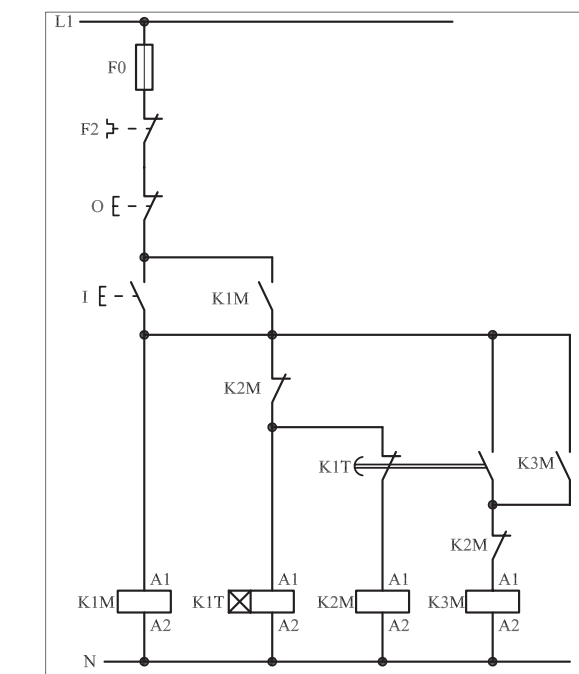 L1
F0
F2
O
I K1M
K2M
K1T K3M
K2M
A1 A1 A1 A1
K1M K1T K2M K3M
A2 A2 A2 A2
N